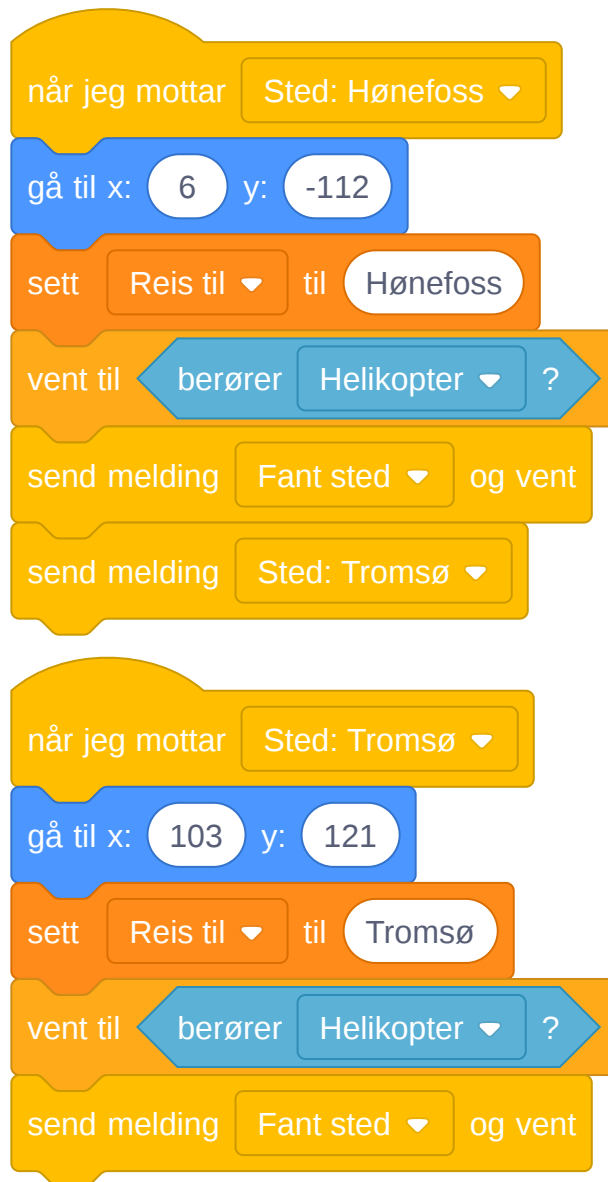 når jeg mottar Sted: Hønefoss
gå til x: 6 y: -112
sett Reis til til Hønefoss
vent til berører Helikopter ?
send melding Fant sted og vent
send melding Sted: Tromsø
når jeg mottar Sted: Tromsø
gå til x: 103 y: 121
sett Reis til til Tromsø
vent til berører Helikopter ?
send melding Fant sted og vent